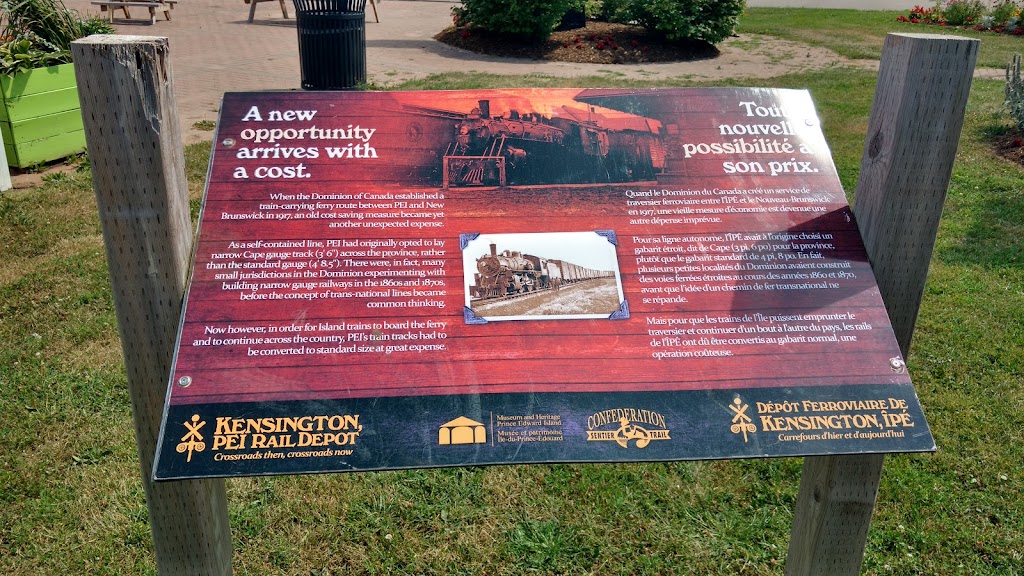 A new
opportunity
arrives with
a cost.
When the Dominion of Canada established a
train-carrying ferry route between PEI and New
Brunswick in 1917, an old cost saving measure became yet
another unexpected expense.
As a self-contained line, PEI had originally opted to lay
narrow Cape gauge track (3' 6") across the province, rather
than the standard gauge (4' 8.5"). There were, in fact, many
small jurisdictions in the Dominion experimenting with
building narrow gauge railways in the 1860s and 1870s,
before the concept of trans-national lines became
common thinking.
Now however, in order for Island trains to board the ferry
and to continue across the country, PEI's train tracks had to
be converted to standard size at great expense.
nouvelle
possibilité a
son prix.
Quand le Dominion du Canada a créé un service de
traversier ferroviaire entre l'ÎPÉ et le Nouveau-Brunswick
en 1917, une vieille mesure d'économie est devenue une
autre dépense imprévue.
Pour sa ligne autonome, l'ÎPÉ avait à l'origine choisi un
gabarit étroit, dit de Cape (3 pi, 6 po) pour la province,
plutôt que le gabarit standard de 4 pi, 8 po. En fait,
plusieurs petites localités du Dominion avaient construit
des voies ferrées étroites au cours des années 1860 et 1870,
avant que l'idée d'un chemin de fer transnational ne
se répande.
Mais pour que les trains de l'Île puissent emprunter le
traversier et continuer d'un bout à l'autre du pays, les rails
de l'ÎPÉ ont dû être convertis au gabarit normal, une
opération coûteuse.
Kensington,
PEI Rail Depot
Crossroads then, crossroads now
Museum and Heritage
Prince Edward Island
Musée et patrimoine
Île-du-Prince-Édouard
CONFEDERATION
SENTIER TRAIL
Dépôt Ferroviaire De
Kensington, ÎPÉ
Carrefours d'hier et d'aujourd'hui